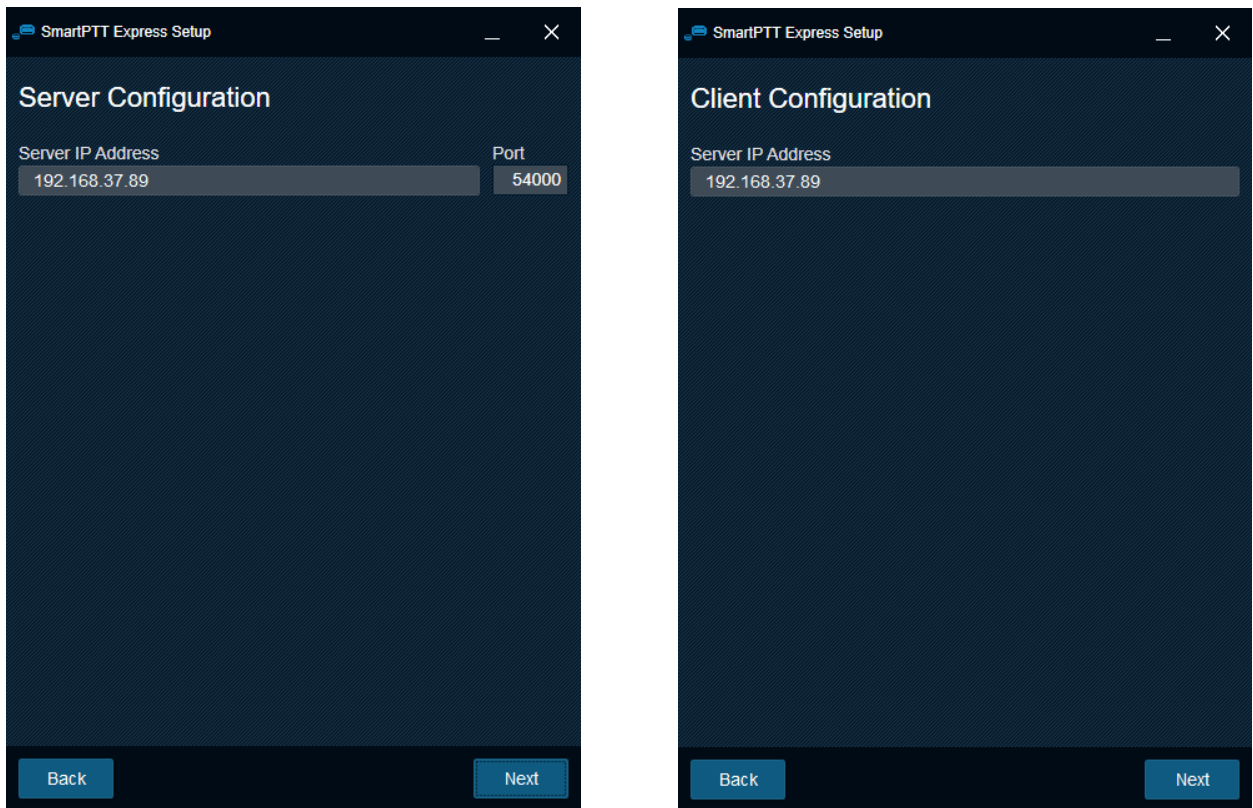 SmartPTT Express Setup
Server Configuration
Server IP Address Port
192.168.37.89 54000
Back Next
SmartPTT Express Setup
Client Configuration
Server IP Address
192.168.37.89
Back Next